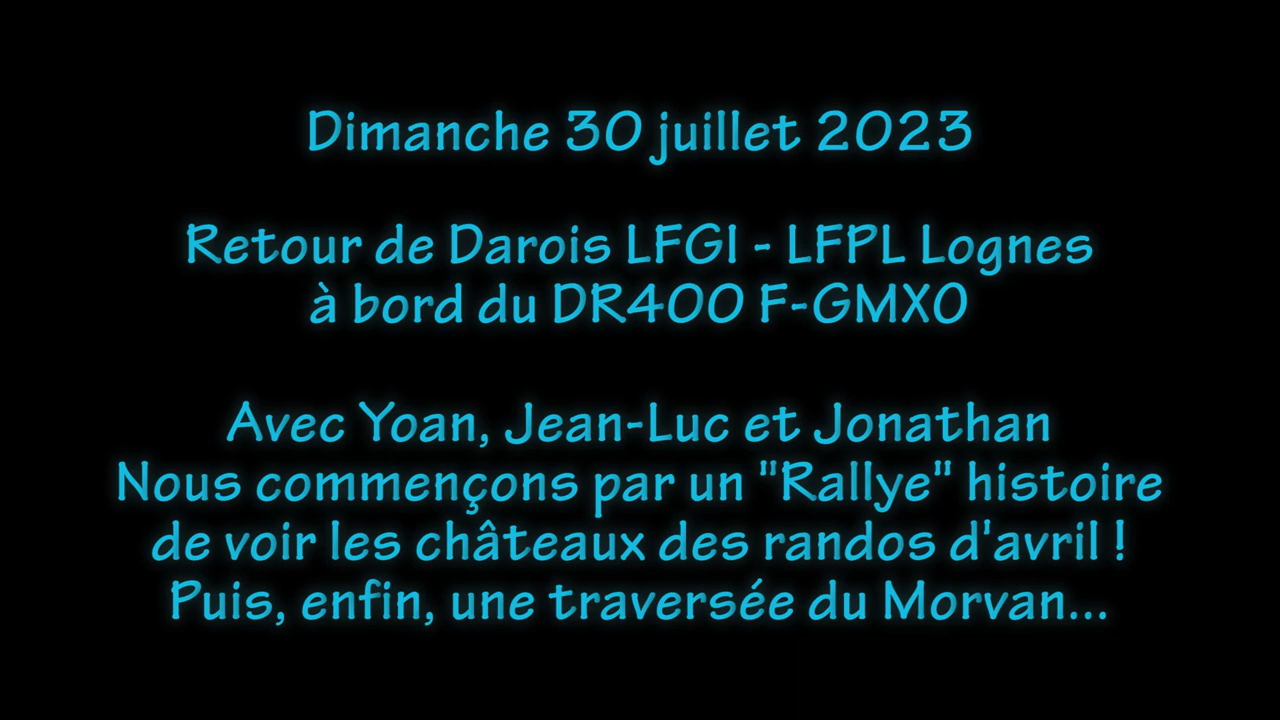 Dimanche 30 juillet 2023
Retour de Darois LFGI - LFPL Lognes
à bord du DR400 F-GMXO
Avec Yoan, Jean-Luc et Jonathan
Nous commençons par un "Rallye" histoire
de voir les châteaux des randos d'avril !
Puis, enfin, une traversée du Morvan...